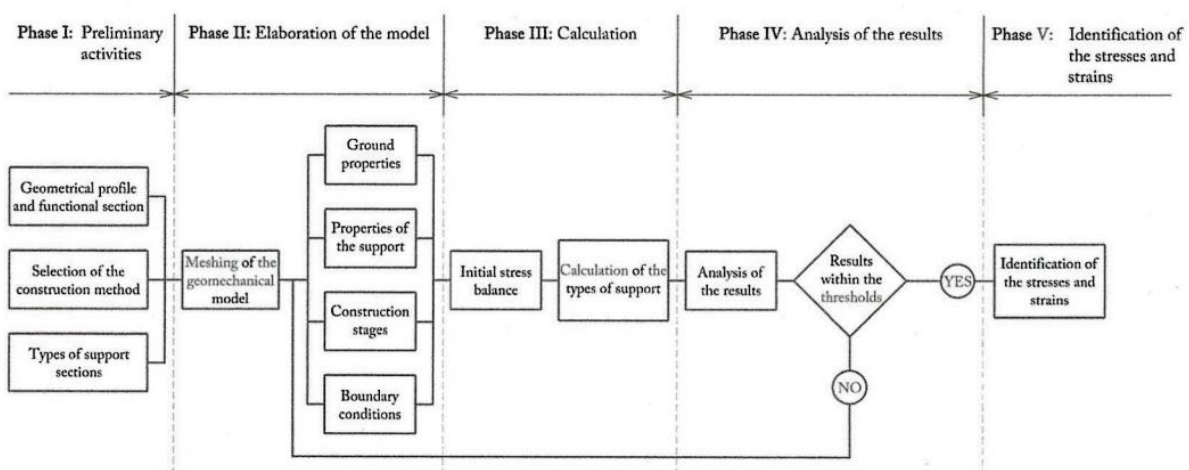 Phase I: Preliminary
activities
Phase II: Elaboration of the model
Phase III: Calculation
Phase IV: Analysis of the results
Phase V: Identification of
the stresses and
strains
Geometrical profile
and functional section
Selection of the
construction method
Types of support
sections
Meshing of the
geomechanical
model
Ground
properties
Properties of
the support
Construction
stages
Boundary
conditions
Initial stress
balance
Calculation of the
types of support
Analysis of
the results
Results
within the
thresholds
YES
NO
Identification of
the stresses and
strains